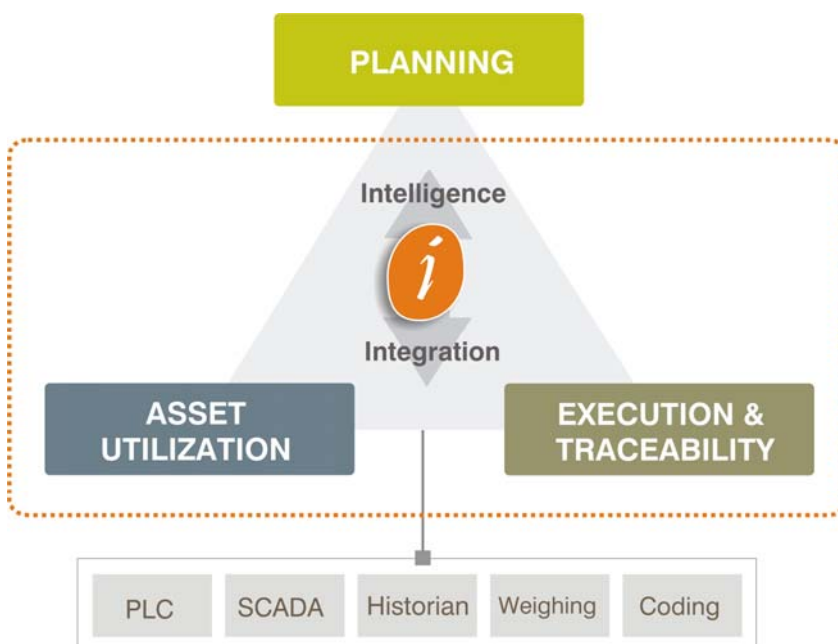 PLANNING
Intelligence
i
Integration
ASSET
UTILIZATION
EXECUTION &
TRACEABILITY
PLC
SCADA
Historian
Weighing
Coding